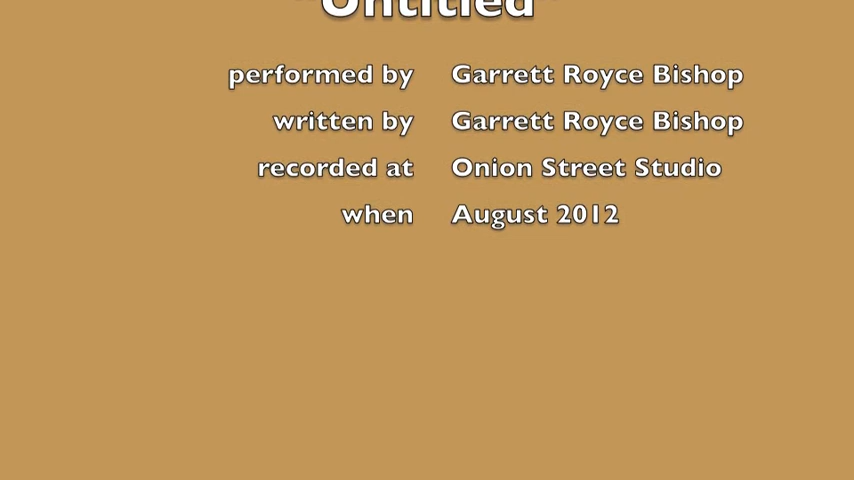 "Untitled"
performed by Garrett Royce Bishop
written by Garrett Royce Bishop
recorded at Onion Street Studio
when August 2012